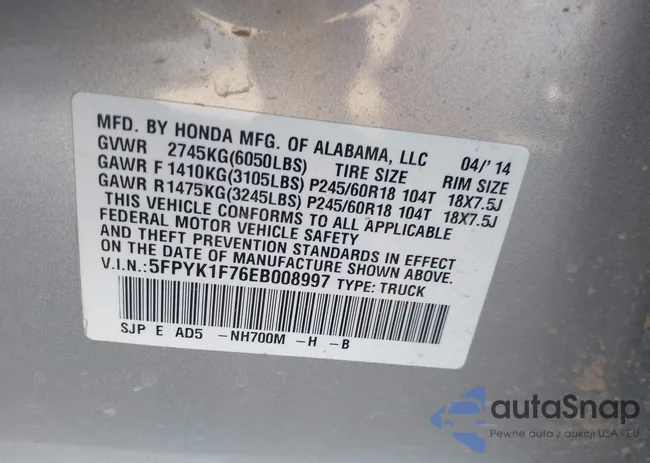 MFD. BY HONDA MFG. OF ALABAMA, LLC 04/'14
GVWR 2745KG(6050LBS) TIRE SIZE RIM SIZE
GAWR F 1410KG(3105LBS) P245/60R18 104T 18X7.5J
GAWR R 1475KG(3245LBS) P245/60R18 104T 18X7.5J
THIS VEHICLE CONFORMS TO ALL APPLICABLE
FEDERAL MOTOR VEHICLE SAFETY
AND THEFT PREVENTION STANDARDS IN EFFECT
ON THE DATE OF MANUFACTURE SHOWN ABOVE.
V.I.N.:5FPYK1F76EB008997 TYPE: TRUCK
SJP E AD5 -NH700M -H -B
autaSnap
Pewne auta z aukcji USA i EU